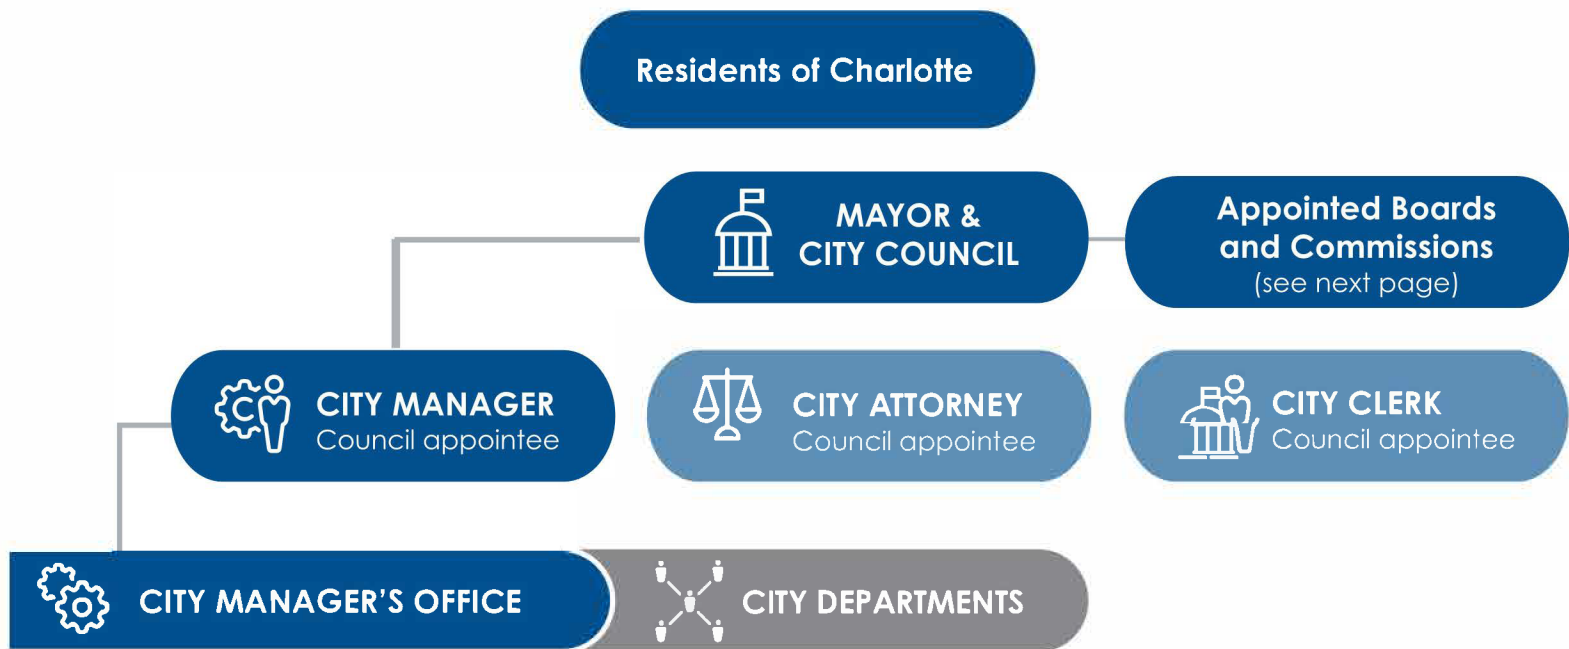 Residents of Charlotte
MAYOR &
CITY COUNCIL
Appointed Boards
and Commissions
(see next page)
C
CITY MANAGER
Council appointee
CITY ATTORNEY
Council appointee
CITY CLERK
Council appointee
CITY MANAGER'S OFFICE
CITY DEPARTMENTS